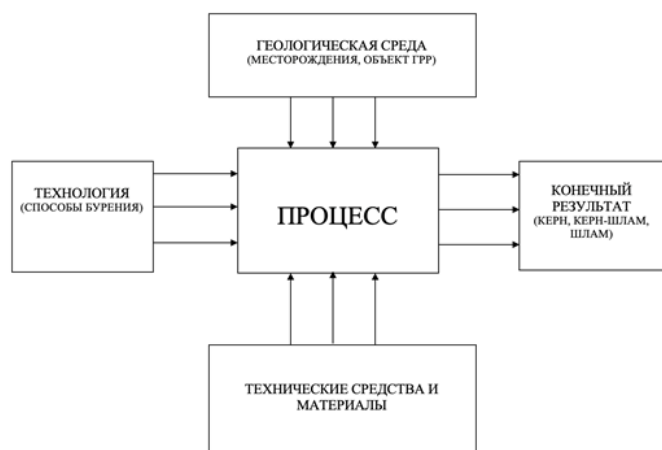 ГЕОЛОГИЧЕСКАЯ СРЕДА
(МЕСТОРОЖДЕНИЯ, ОБЪЕКТ ГРР)
ТЕХНОЛОГИЯ
(СПОСОБЫ БУРЕНИЯ)
ПРОЦЕСС
КОНЕЧНЫЙ
РЕЗУЛЬТАТ
(КЕРН, КЕРН-ШЛАМ,
ШЛАМ)
ТЕХНИЧЕСКИЕ СРЕДСТВА И
МАТЕРИАЛЫ